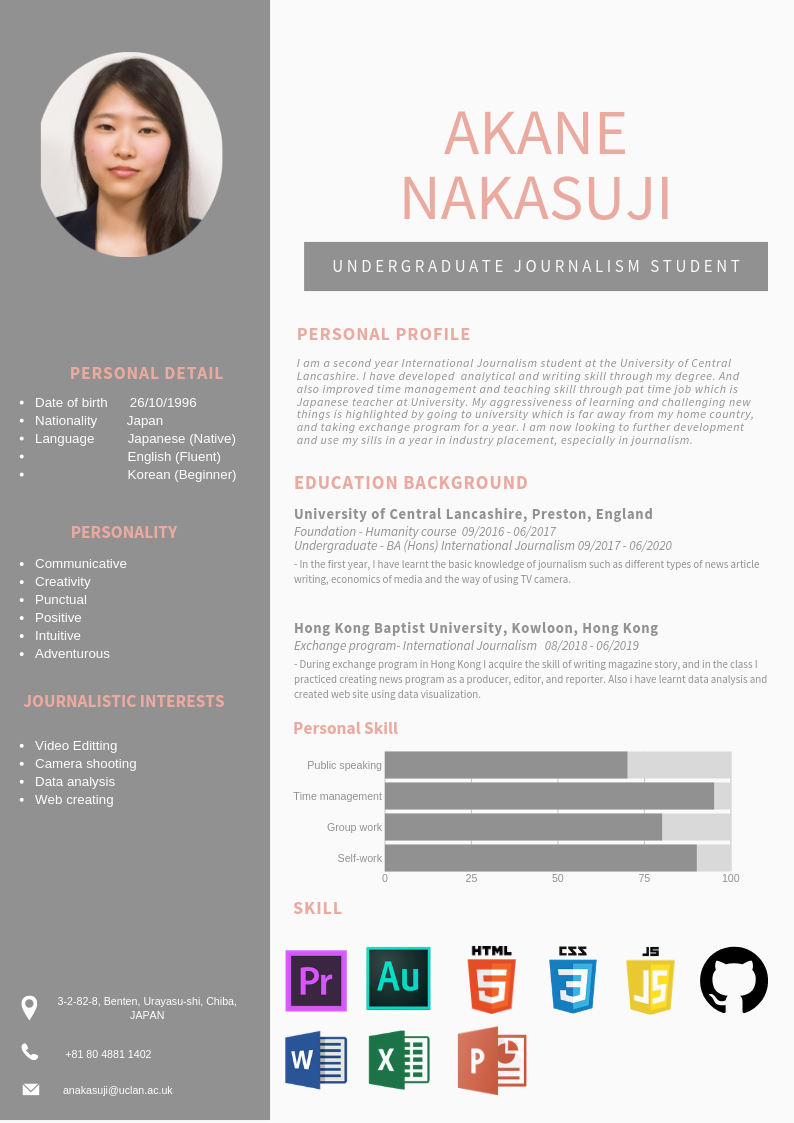 AKANE
NAKASUJI
UNDERGRADUATE JOURNALISM STUDENT
PERSONAL DETAIL
• Date of birth 26/10/1996
• Nationality Japan
• Language Japanese (Native)
• English (Fluent)
• Korean (Beginner)
PERSONALITY
• Communicative
• Creativity
• Punctual
• Positive
• Intuitive
• Adventurous
JOURNALISTIC INTERESTS
• Video Editting
• Camera shooting
• Data analysis
• Web creating
3-2-82-8, Benten, Urayasu-shi, Chiba,
JAPAN
+81 80 4881 1402
anakasuji@uclan.ac.uk
PERSONAL PROFILE
I am a second year International Journalism student at the University of Central
Lancashire. I have developed analytical and writing skill through my degree. And
also improved time management and teaching skill through pat time job which is
Japanese teacher at University. My aggressiveness of learning and challenging new
things is highlighted by going to university which is far away from my home country,
and taking exchange program for a year. I am now looking to further development
and use my sills in a year in industry placement, especially in journalism.
EDUCATION BACKGROUND
University of Central Lancashire, Preston, England
Foundation - Humanity course 09/2016 - 06/2017
Undergraduate - BA (Hons) International Journalism 09/2017 - 06/2020
- In the first year, I have learnt the basic knowledge of journalism such as different types of news article
writing, economics of media and the way of using TV camera.
Hong Kong Baptist University, Kowloon, Hong Kong
Exchange program- International Journalism 08/2018 - 06/2019
- During exchange program in Hong Kong I acquire the skill of writing magazine story, and in the class I
practiced creating news program as a producer, editor, and reporter. Also i have learnt data analysis and
created web site using data visualization.
Personal Skill
Public speaking
Time management
Group work
Self-work
0 25 50 75 100
SKILL
Pr Au HTML 5 CSS 3 JS JS
W X P